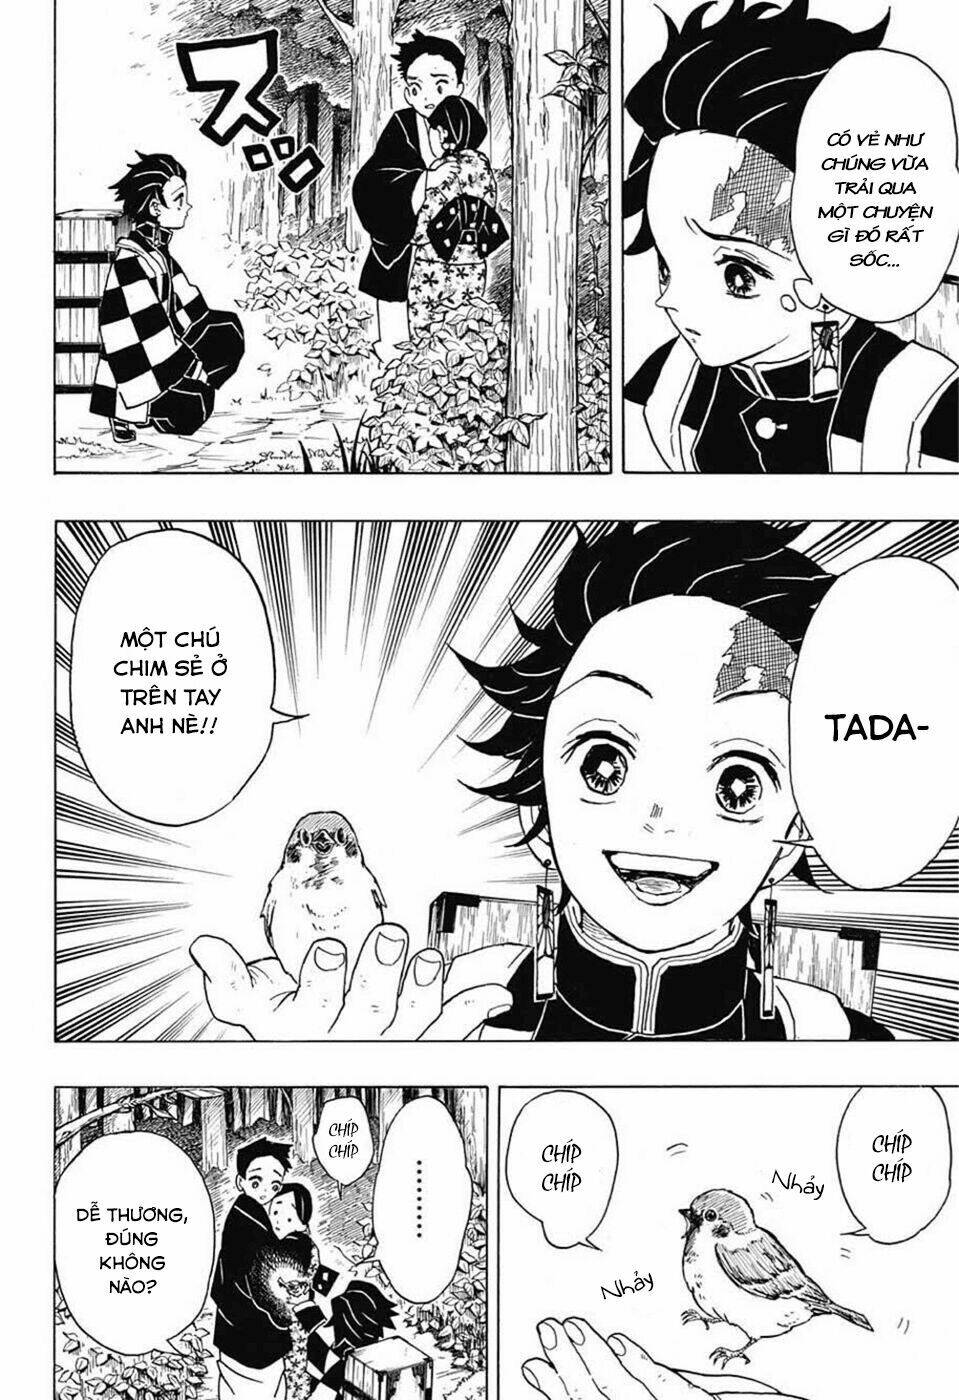 CÓ VẺ NHƯ
CHÚNG VỪA
TRẢI QUA
MỘT CHUYỆN
GÌ ĐÓ RẤT
SỐC...
ズ
TADA-
MỘT CHÚ
CHIM SẺ Ở
TRÊN TAY
ANH NÈ!!
CHÍP
CHÍP
Nhảy
CHÍP
CHÍP
Nhảy
.........
CHÍP
CHÍP
DỄ THƯƠNG,
ĐÚNG
KHÔNG
NÀO?